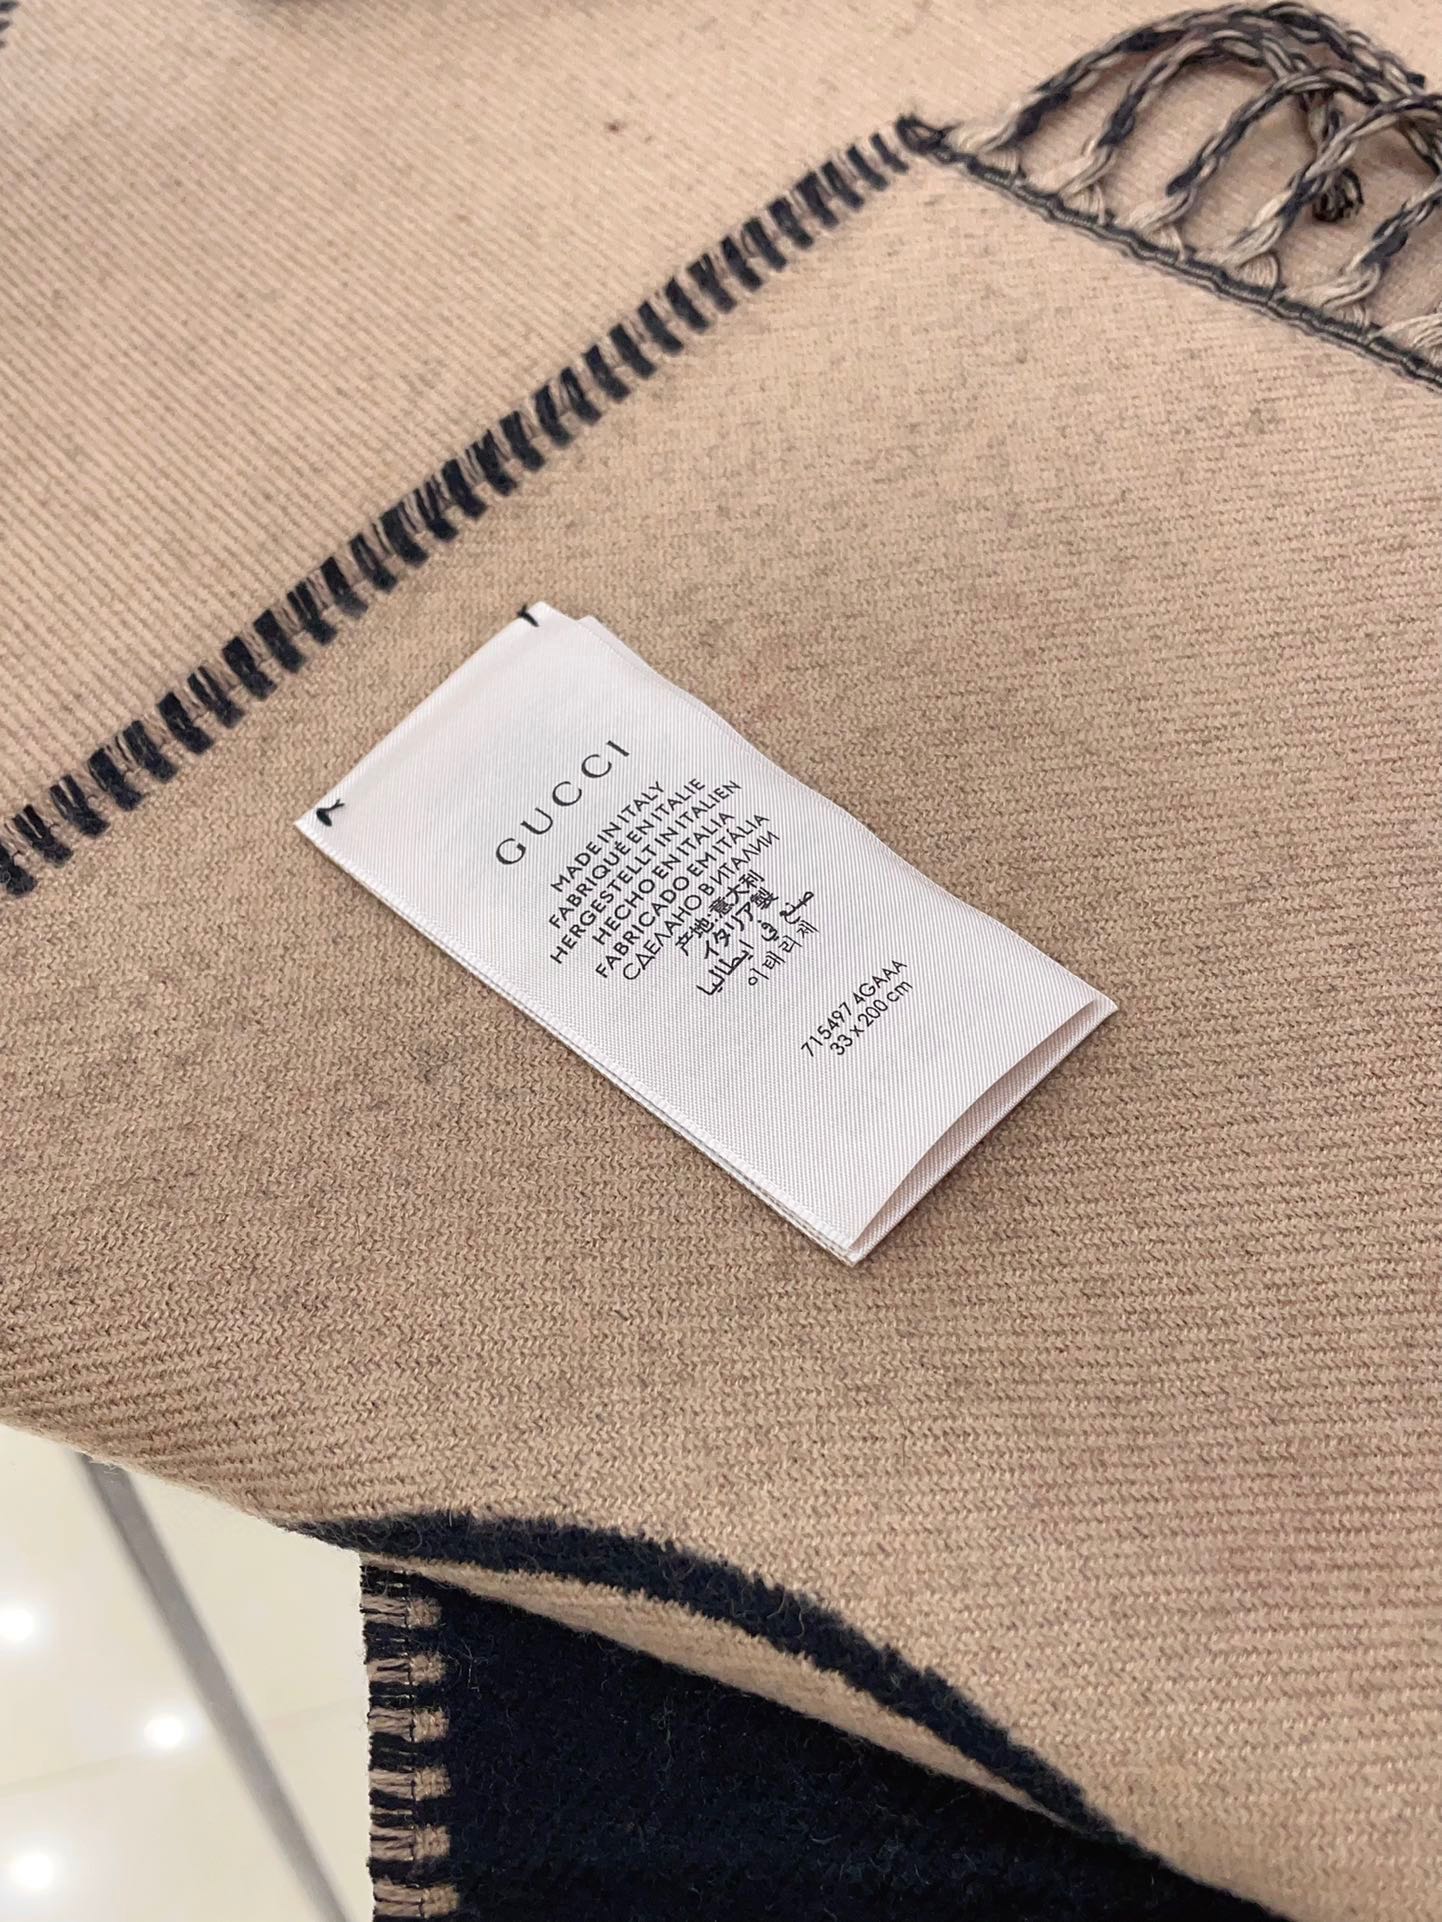 GUCCI
MADE IN ITALY
FABRIQUÉ EN ITALIE
HERGESTELLT IN ITALIEN
HECHO EN ITALIA
FABRICADO EM ITÁLIA
СДЕЛАНО В ИТАЛИИ
产地:意大利
イタリア製
صنع في ايطاليا
이태리제
715497 4GAAA
33 x 200 cm